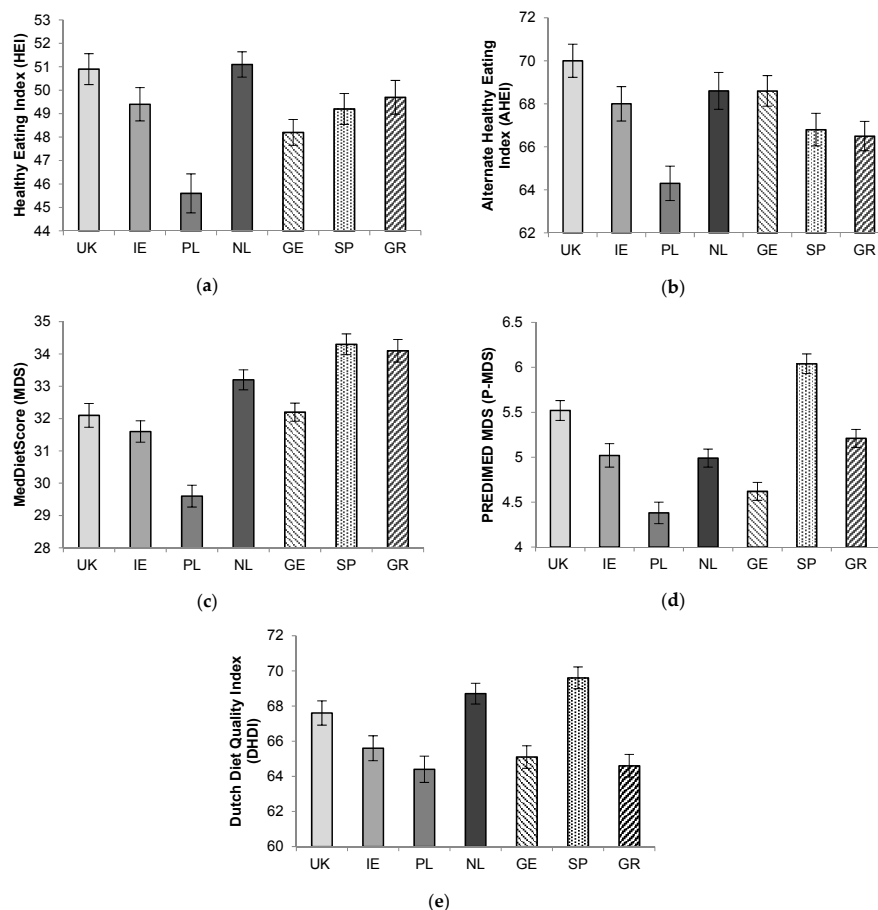 Healthy Eating Index (HEI)
53
52
51
50
49
48
47
46
45
44
UK IE PL NL GE SP GR
(a)
Alternate Healthy Eating
Index (AHEI)
72
70
68
66
64
62
UK IE PL NL GE SP GR
(b)
MedDietScore (MDS)
35
34
33
32
31
30
29
28
UK IE PL NL GE SP GR
(c)
PREDIMED MDS (P-MDS)
6.5
6
5.5
5
4.5
4
UK IE PL NL GE SP GR
(d)
Dutch Diet Quality Index
(DHDI)
72
70
68
66
64
62
60
UK IE PL NL GE SP GR
(e)